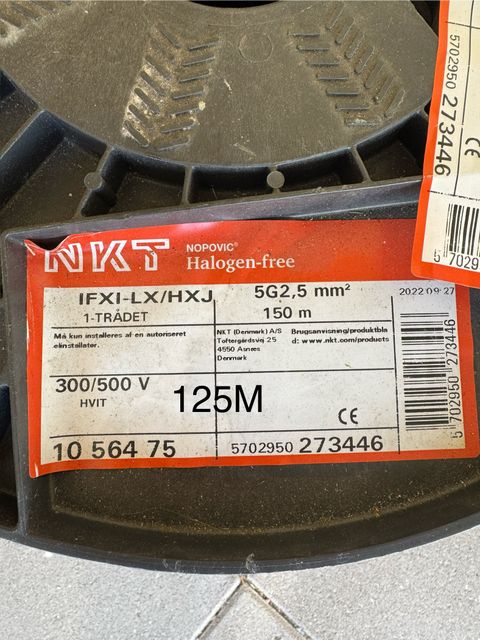 5702950 273446
CE
5 7029
NKT
NOPOVIC®
Halogen-free
IFXI-LX/HXJ 5G2,5 mm² 2022 09 27
1-TRÅDET 150 m
Må kun installeres af en autoriseret
elinstallatør.
NKT (Denmark) A/S
Toftergårdsvej 25
4550 Asnæs
Denmark
Brugsanvisning/produktbla
d: www.nkt.com/products
300/500 V
HVIT
125M
CE
10 564 75
5702950 273446
5 702950 273446